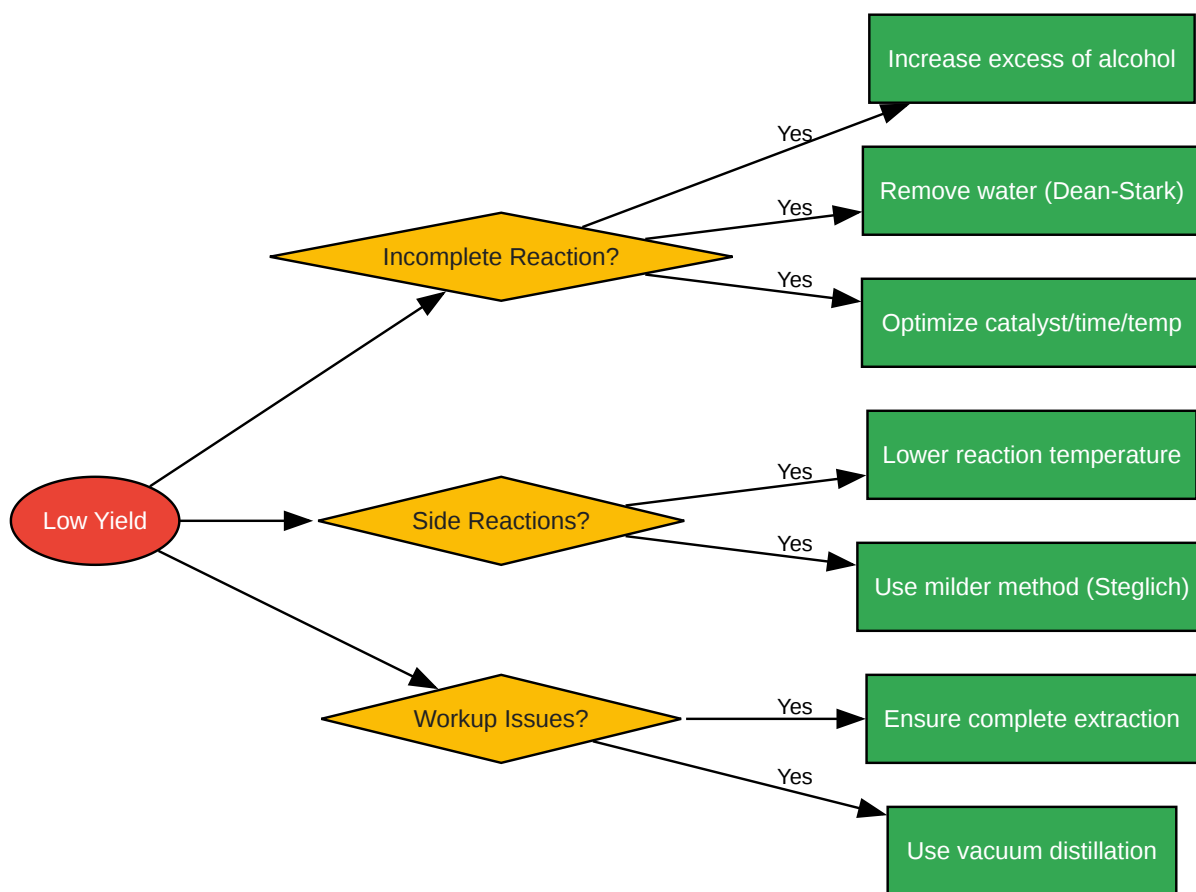 Increase excess of alcohol
Yes
Remove water (Dean-Stark)
Yes
Incomplete Reaction?
Yes
Optimize catalyst/time/temp
Lower reaction temperature
Yes
Low Yield
Side Reactions?
Yes
Use milder method (Steglich)
Workup Issues?
Yes
Ensure complete extraction
Yes
Use vacuum distillation